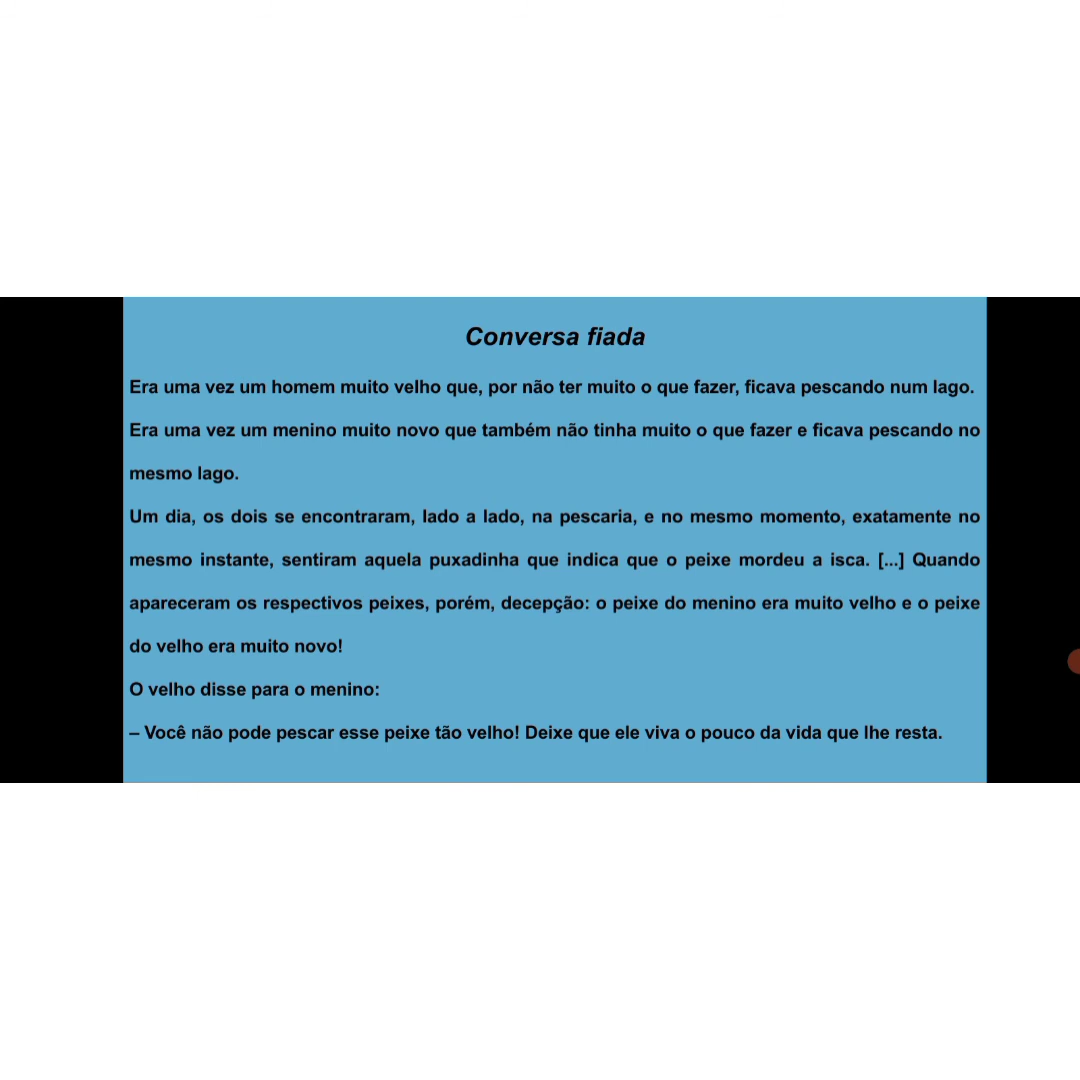 Conversa fiada
Era uma vez um homem muito velho que, por não ter muito o que fazer, ficava pescando num lago.
Era uma vez um menino muito novo que também não tinha muito o que fazer e ficava pescando no
mesmo lago.
Um dia, os dois se encontraram, lado a lado, na pescaria, e no mesmo momento, exatamente no
mesmo instante, sentiram aquela puxadinha que indica que o peixe mordeu a isca. [...] Quando
apareceram os respectivos peixes, porém, decepção: o peixe do menino era muito velho e o peixe
do velho era muito novo!
O velho disse para o menino:
– Você não pode pescar esse peixe tão velho! Deixe que ele viva o pouco da vida que lhe resta.